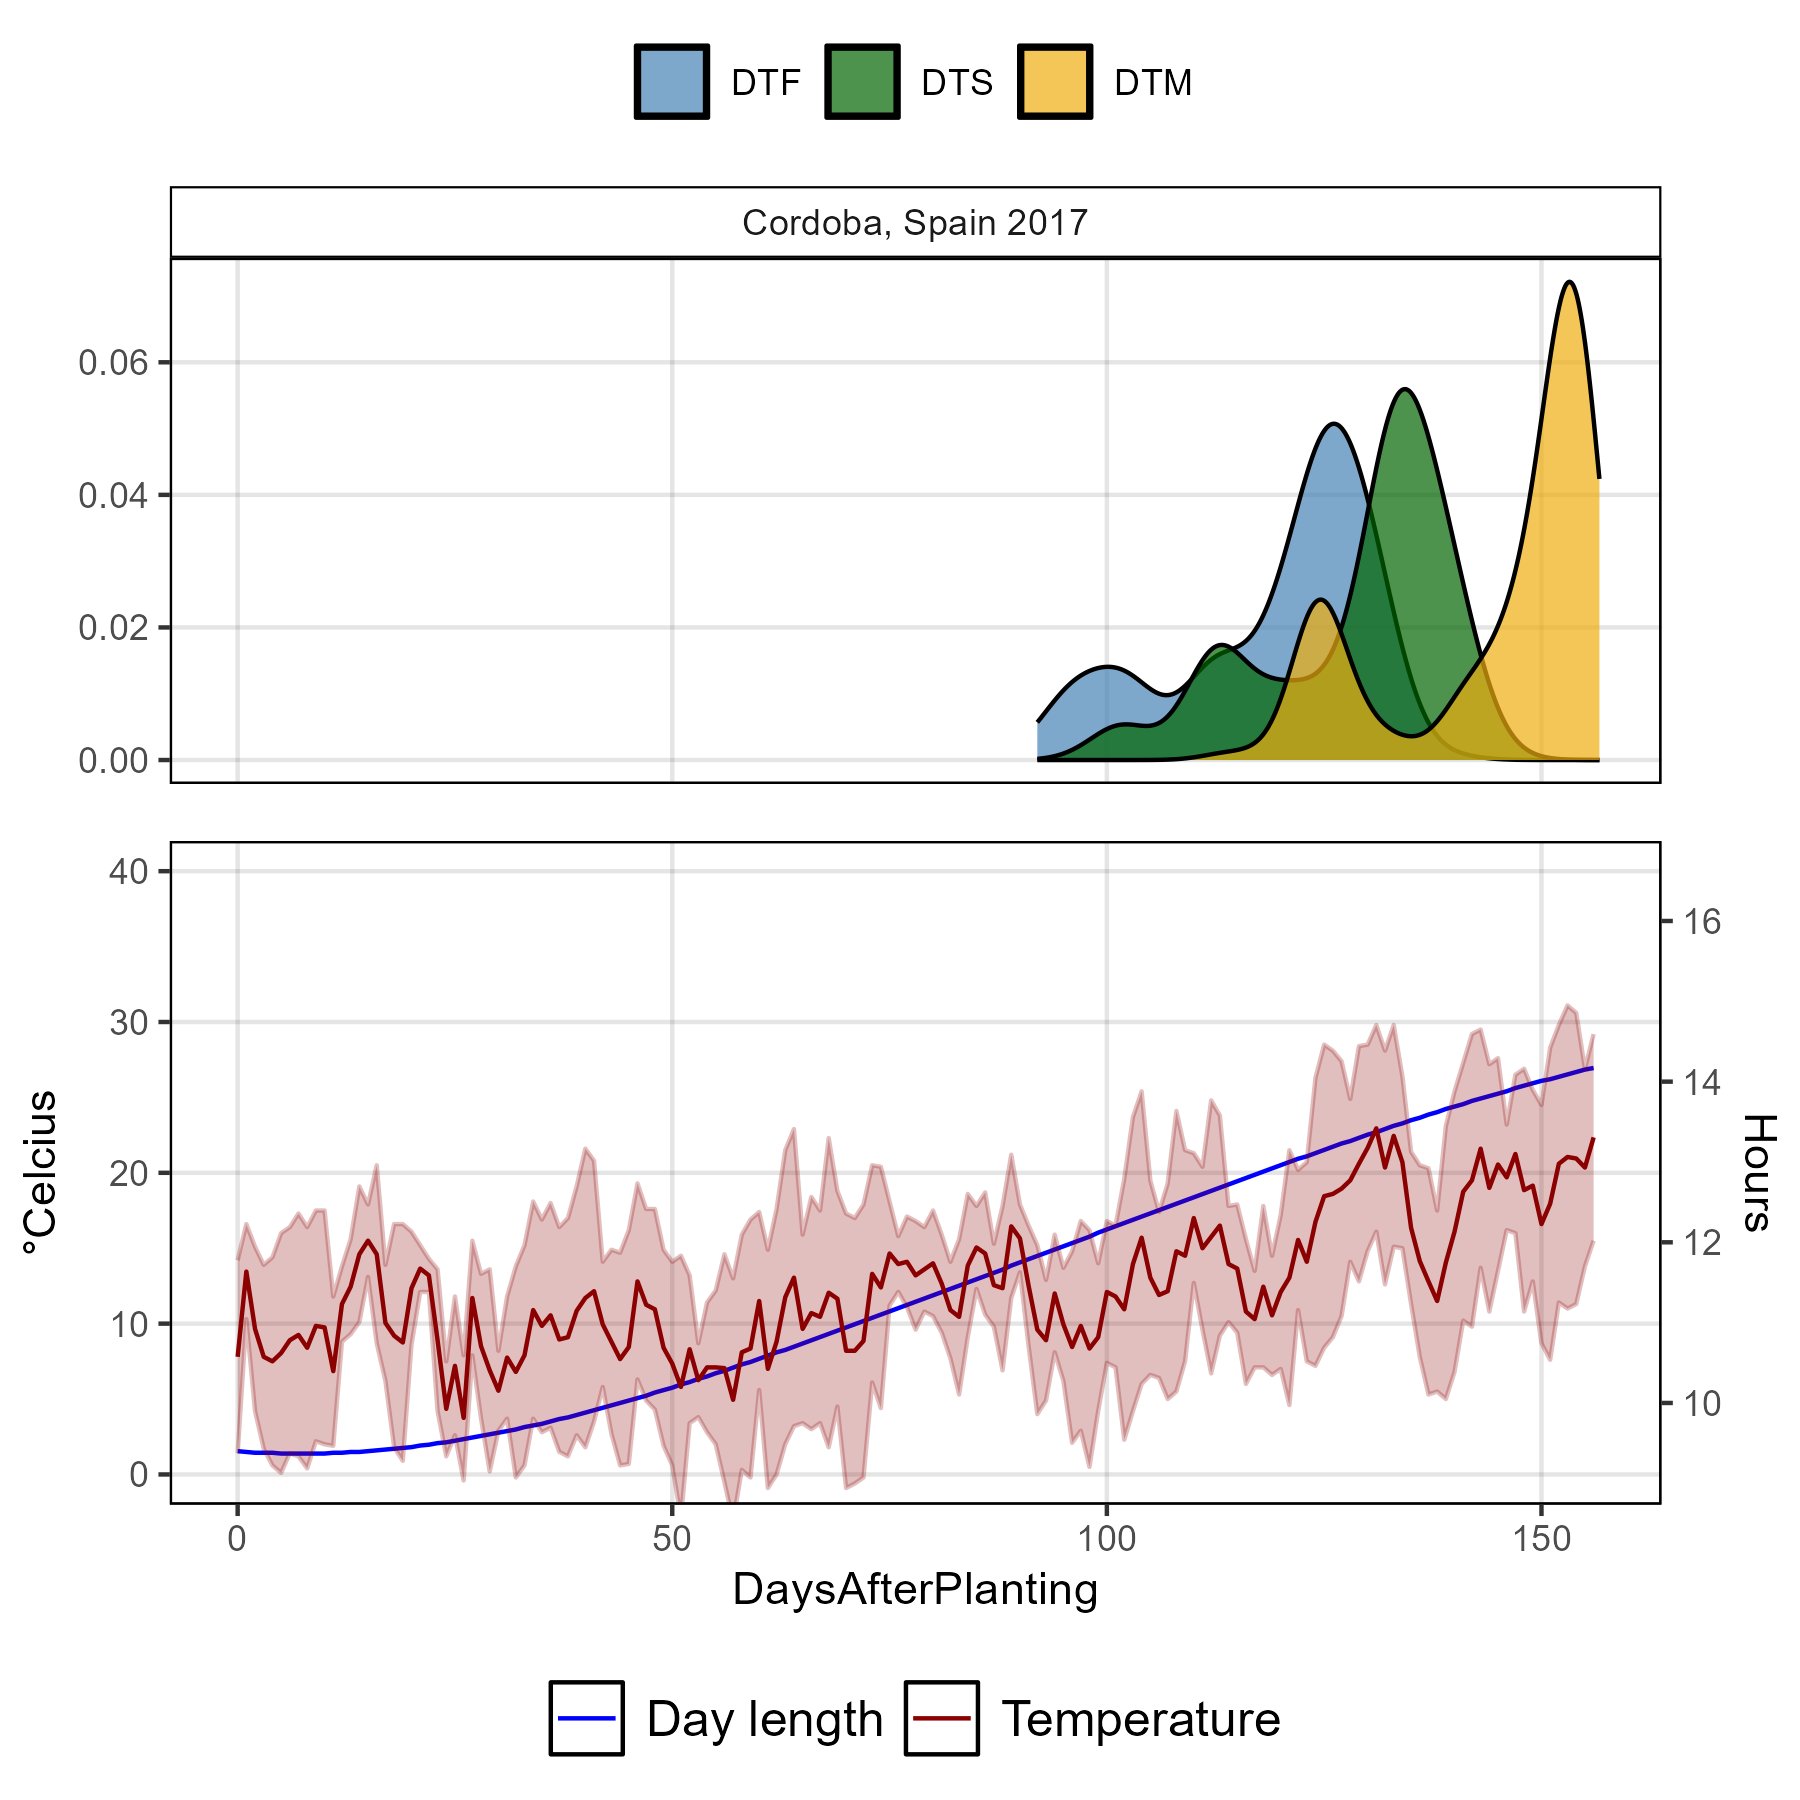 DTF DTS DTM
Cordoba, Spain 2017
0.06
0.04
0.02
0.00
40
30
20
10
0
°Celcius
16
14
12
10
Hours
0 50 100 150
DaysAfterPlanting
Day length Temperature